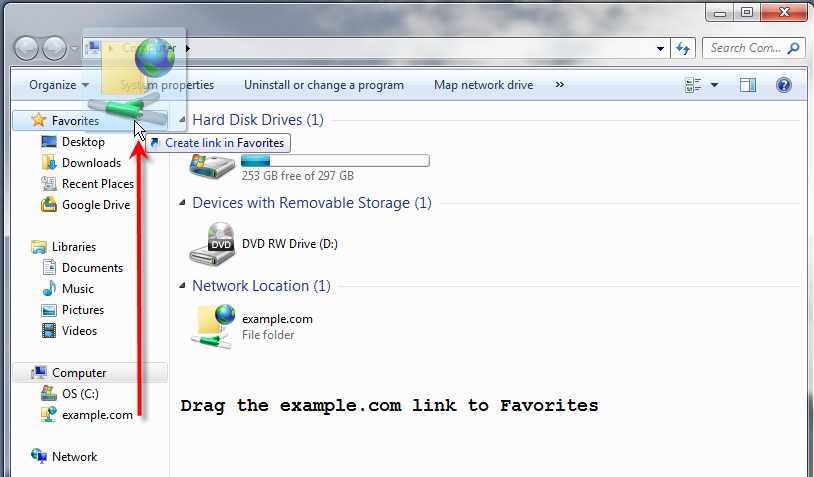 Computer
Search Com...
Organize
System properties
Uninstall or change a program
Map network drive
»
Favorites
Create link in Favorites
Desktop
Downloads
Recent Places
Google Drive
Libraries
Documents
Music
Pictures
Videos
Computer
OS (C:)
example.com
Network
Hard Disk Drives (1)
253 GB free of 297 GB
Devices with Removable Storage (1)
DVD
DVD RW Drive (D:)
Network Location (1)
example.com
File folder
Drag the example.com link to Favorites